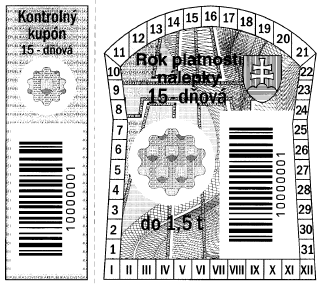 Kontrolný
kupón
15 - dňová
10000001
11 12 13 14 15 16 17 18 19 20 21
10 22
9 23
8 24
7 25
6 26
5 27
4 28
3 29
2 30
1 31
Rok platnosti
nálepky
15 - dňová
do 1,5 t
10000001
I II III IV V VI VII VIII IX X XI XII